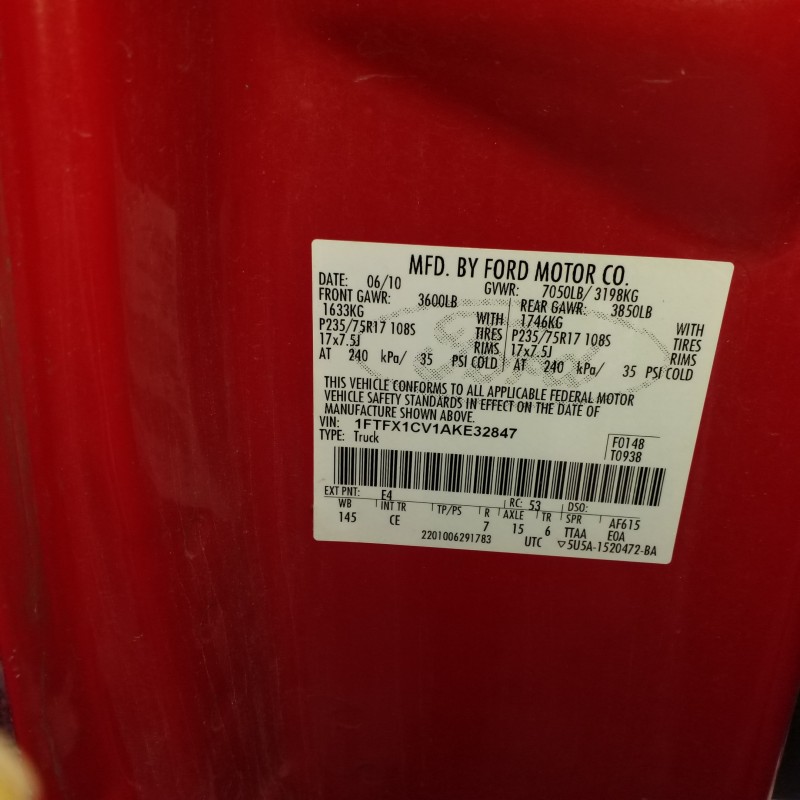 MFD. BY FORD MOTOR CO.
DATE: 06/10 GVWR: 7050LB/ 3198KG
FRONT GAWR: 3600LB REAR GAWR: 3850LB
1633KG WITH 1746KG WITH
P235/75R17 108S TIRES P235/75R17 108S TIRES
17x7.5J RIMS 17x7.5J RIMS
AT 240 kPa/ 35 PSI COLD AT 240 kPa/ 35 PSI COLD
THIS VEHICLE CONFORMS TO ALL APPLICABLE FEDERAL MOTOR
VEHICLE SAFETY STANDARDS IN EFFECT ON THE DATE OF
MANUFACTURE SHOWN ABOVE.
VIN: 1FTFX1CV1AKE32847
TYPE: Truck
F0148
T0938
EXT PNT: E4 RC: 53 DSO:
WB INT TR TP/PS R AXLE TR SPR AF615
145 CE 7 15 6 TTAA E0A
2201006291783 UTC ▽5U5A-1520472-BA